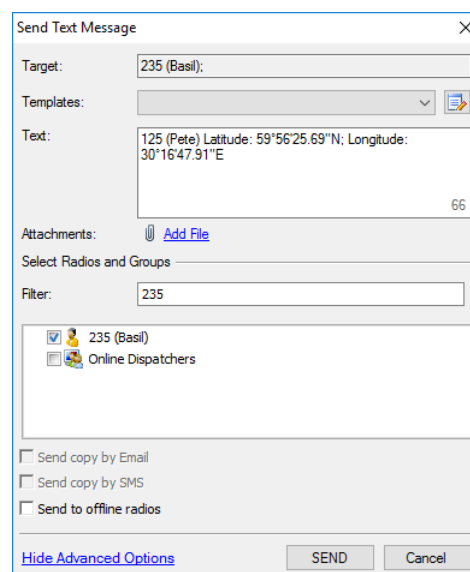 Send Text Message
Target: 235 (Basil);
Templates:
Text: 125 (Pete) Latitude: 59°56'25.69"N; Longitude:
30°16'47.91"E
66
Attachments: Add File
Select Radios and Groups
Filter: 235
235 (Basil)
Online Dispatchers
Send copy by Email
Send copy by SMS
Send to offline radios
Hide Advanced Options SEND Cancel